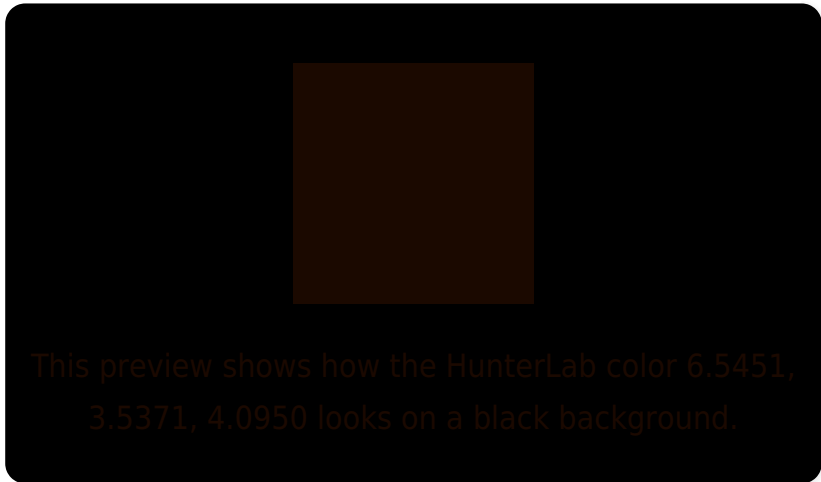 This preview shows how the HunterLab color 6.5451,
3.5371, 4.0950 looks on a black background.